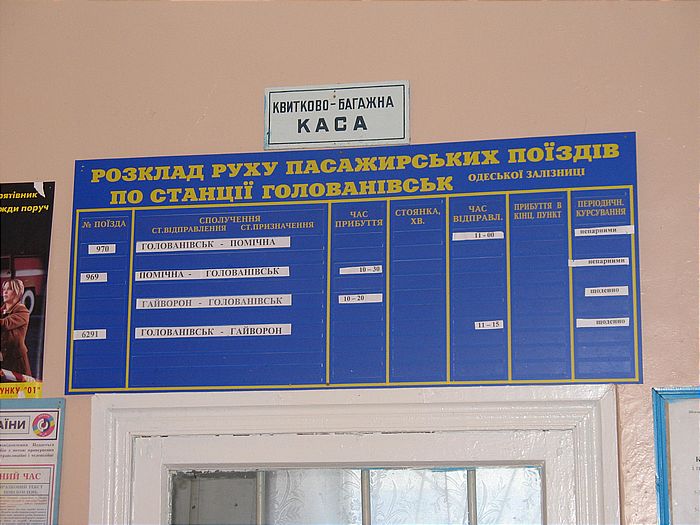 КВИТКОВО-БАГАЖНА
КАСА
РОЗКЛАД РУХУ ПАСАЖИРСЬКИХ ПОЇЗДІВ
ПО СТАНЦІЇ ГОЛОВАНІВСЬК ОДЕСЬКОЇ ЗАЛІЗНИЦІ
№ ПОЇЗДА
СПОЛУЧЕННЯ
СТ.ВІДПРАВЛЕННЯ СТ.ПРИЗНАЧЕННЯ
ЧАС
ПРИБУТТЯ
СТОЯНКА,
ХВ.
ЧАС
ВІДПРАВЛ.
ПРИБУТТЯ В
КІНЦ. ПУНКТ
ПЕРІОДИЧН.
КУРСУВАННЯ
970 ГОЛОВАНІВСЬК - ПОМІЧНА 11-00 непарними
969 ПОМІЧНА - ГОЛОВАНІВСЬК 10-30 непарними
ГАЙВОРОН - ГОЛОВАНІВСЬК 10-20 щоденно
6291 ГОЛОВАНІВСЬК - ГАЙВОРОН 11-15 щоденно
поруч
"01"